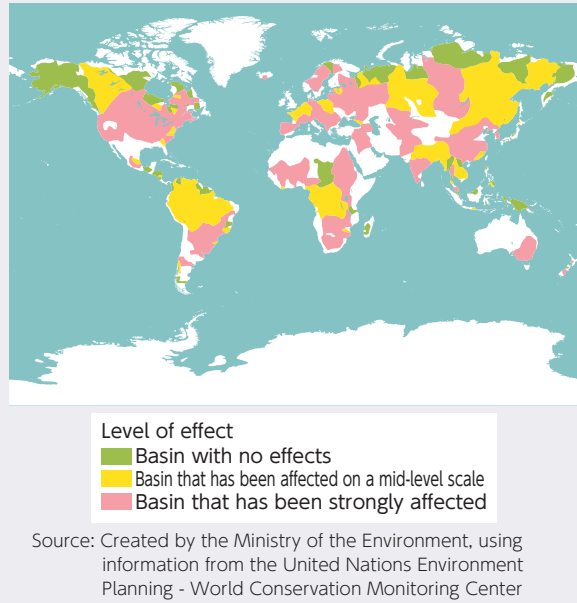 Level of effect
Basin with no effects
Basin that has been affected on a mid-level scale
Basin that has been strongly affected
Source: Created by the Ministry of the Environment, using
information from the United Nations Environment
Planning - World Conservation Monitoring Center